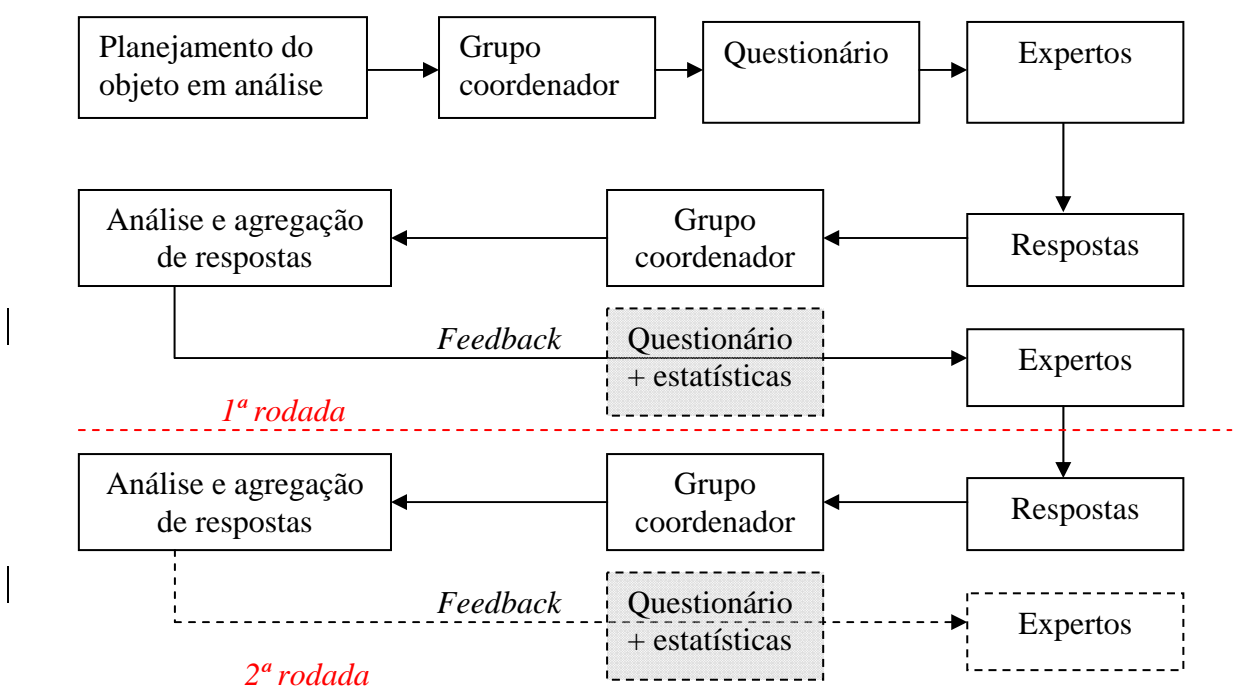 Planejamento do
objeto em análise
Grupo
coordenador
Questionário
Expertos
Análise e agregação
de respostas
Grupo
coordenador
Respostas
Feedback
Questionário
+ estatísticas
Expertos
1ª rodada
Análise e agregação
de respostas
Grupo
coordenador
Respostas
Feedback
Questionário
+ estatísticas
Expertos
2ª rodada